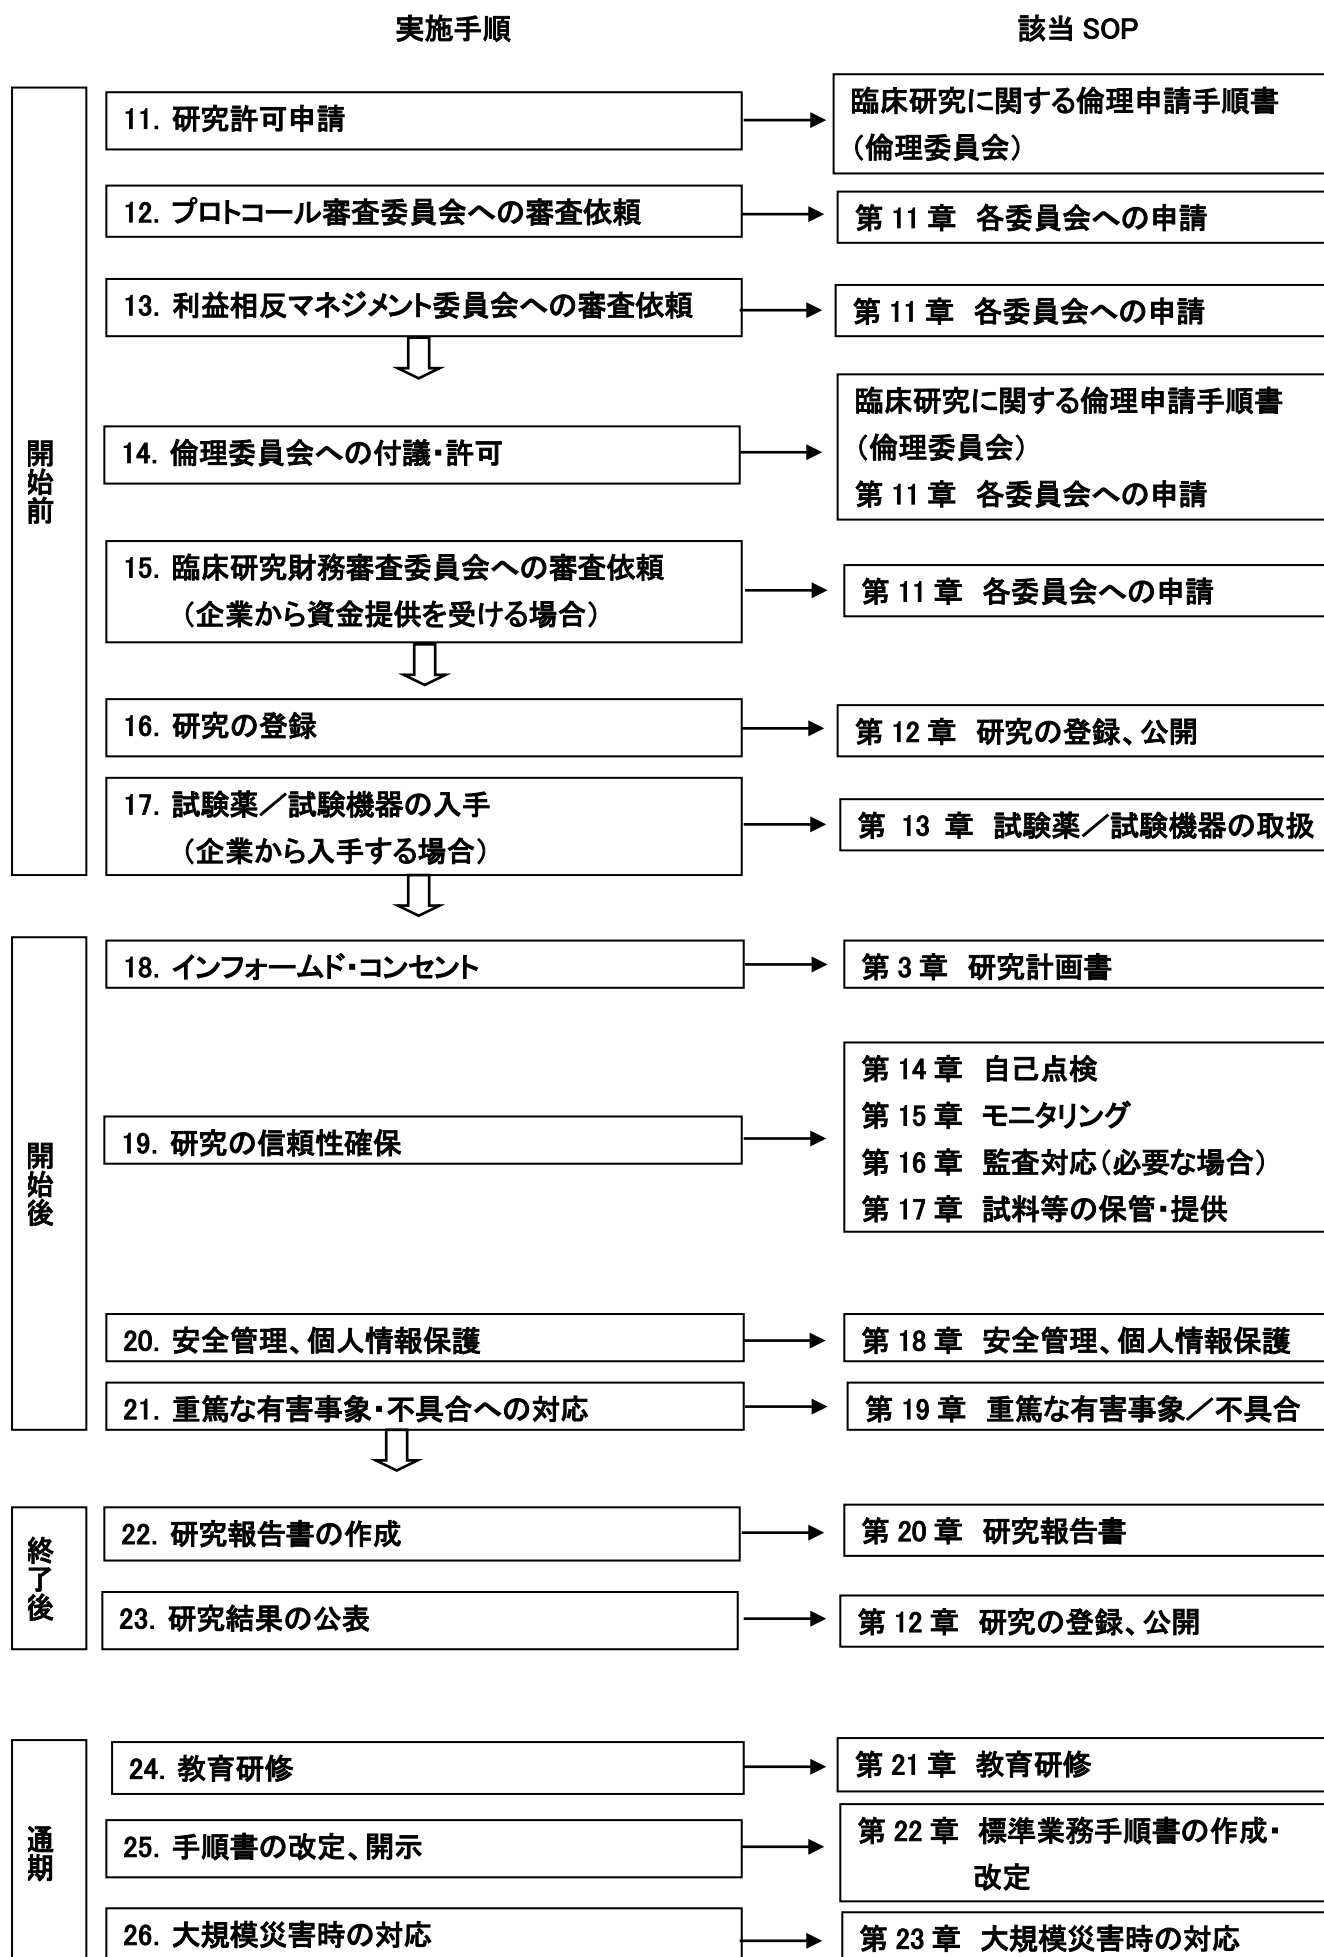 実施手順
該当 SOP
開始前
11. 研究許可申請
臨床研究に関する倫理申請手順書
(倫理委員会)
12. プロトコール審査委員会への審査依頼
第 11 章 各委員会への申請
13. 利益相反マネジメント委員会への審査依頼
第 11 章 各委員会への申請
14. 倫理委員会への付議・許可
臨床研究に関する倫理申請手順書
(倫理委員会)
第 11 章 各委員会への申請
15. 臨床研究財務審査委員会への審査依頼
(企業から資金提供を受ける場合)
第 11 章 各委員会への申請
16. 研究の登録
第 12 章 研究の登録、公開
17. 試験薬/試験機器の入手
(企業から入手する場合)
第 13 章 試験薬/試験機器の取扱
開始後
18. インフォームド・コンセント
第 3 章 研究計画書
19. 研究の信頼性確保
第 14 章 自己点検
第 15 章 モニタリング
第 16 章 監査対応(必要な場合)
第 17 章 試料等の保管・提供
20. 安全管理、個人情報保護
第 18 章 安全管理、個人情報保護
21. 重篤な有害事象・不具合への対応
第 19 章 重篤な有害事象/不具合
終了後
22. 研究報告書の作成
第 20 章 研究報告書
23. 研究結果の公表
第 12 章 研究の登録、公開
通期
24. 教育研修
第 21 章 教育研修
25. 手順書の改定、開示
第 22 章 標準業務手順書の作成・
改定
26. 大規模災害時の対応
第 23 章 大規模災害時の対応